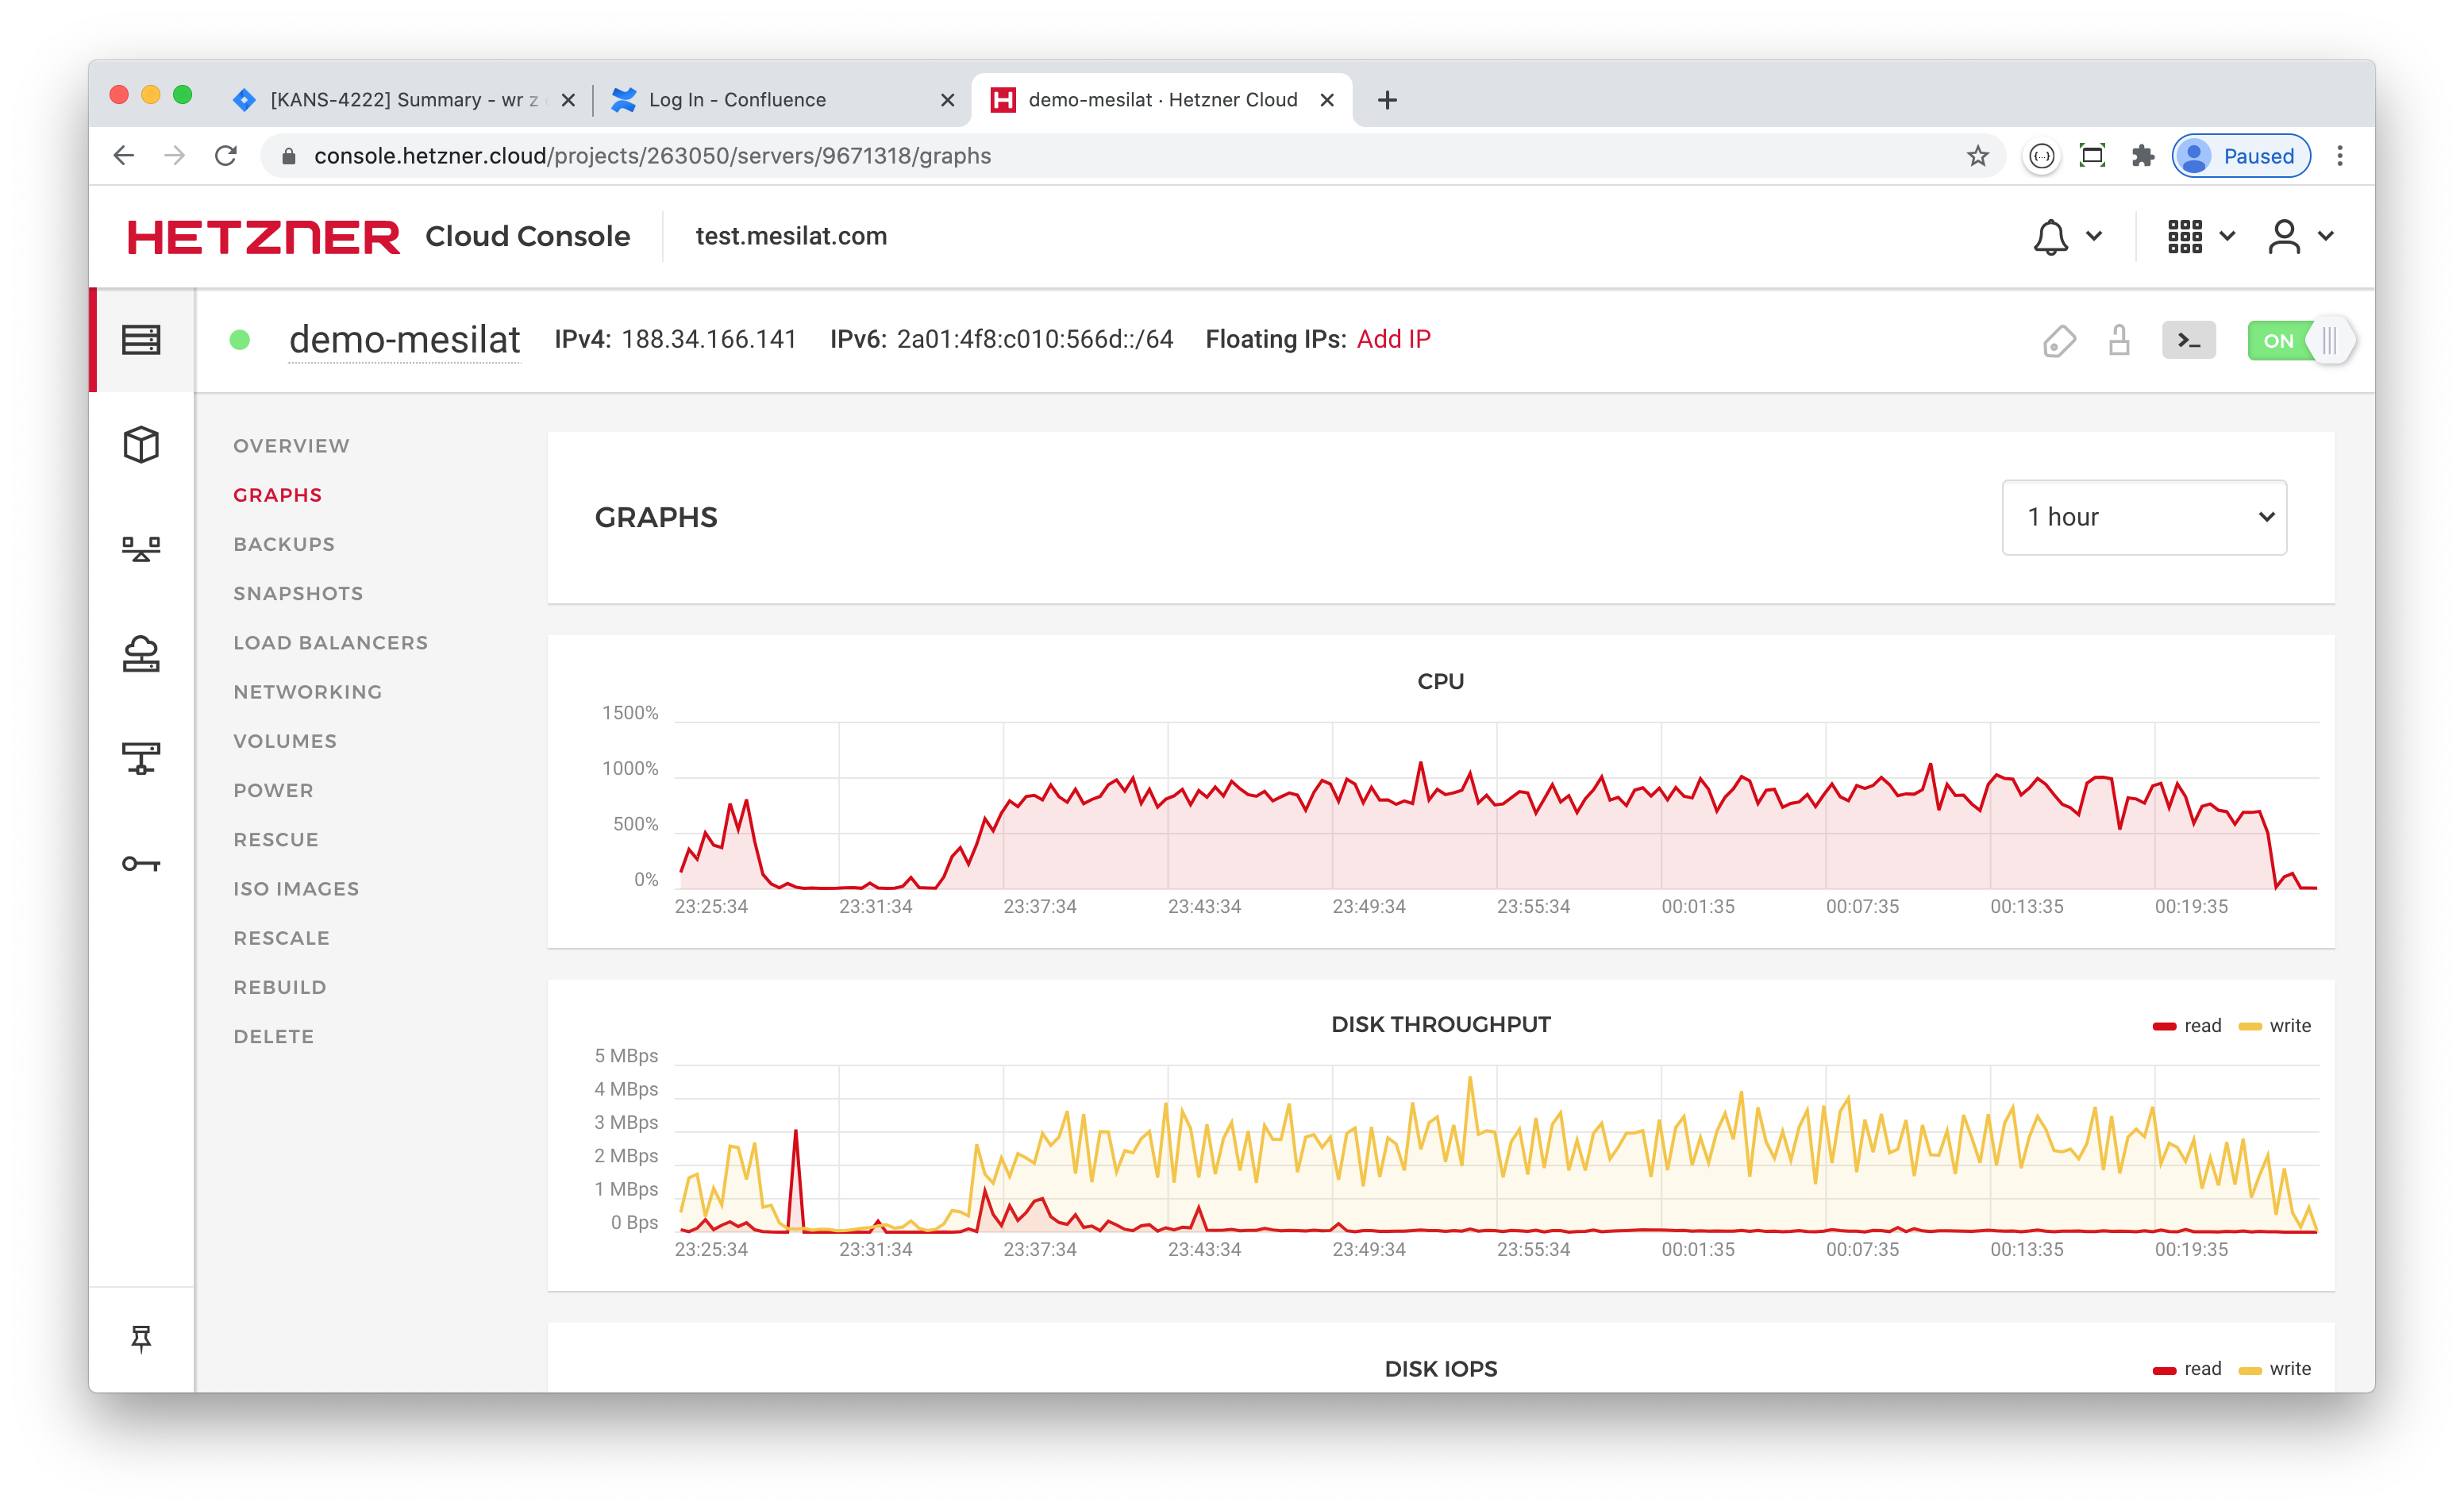 [KANS-4222] Summary - wr z
Log In - Confluence
demo-mesilat · Hetzner Cloud
console.hetzner.cloud/projects/263050/servers/9671318/graphs
Paused
HETZNER Cloud Console
test.mesilat.com
demo-mesilat IPv4: 188.34.166.141 IPv6: 2a01:4f8:c010:566d::/64 Floating IPs: Add IP
ON
OVERVIEW
GRAPHS
BACKUPS
SNAPSHOTS
LOAD BALANCERS
NETWORKING
VOLUMES
POWER
RESCUE
ISO IMAGES
RESCALE
REBUILD
DELETE
GRAPHS
1 hour
CPU
1500%
1000%
500%
0%
23:25:34 23:31:34 23:37:34 23:43:34 23:49:34 23:55:34 00:01:35 00:07:35 00:13:35 00:19:35
DISK THROUGHPUT
read write
5 MBps
4 MBps
3 MBps
2 MBps
1 MBps
0 Bps
23:25:34 23:31:34 23:37:34 23:43:34 23:49:34 23:55:34 00:01:35 00:07:35 00:13:35 00:19:35
DISK IOPS
read write